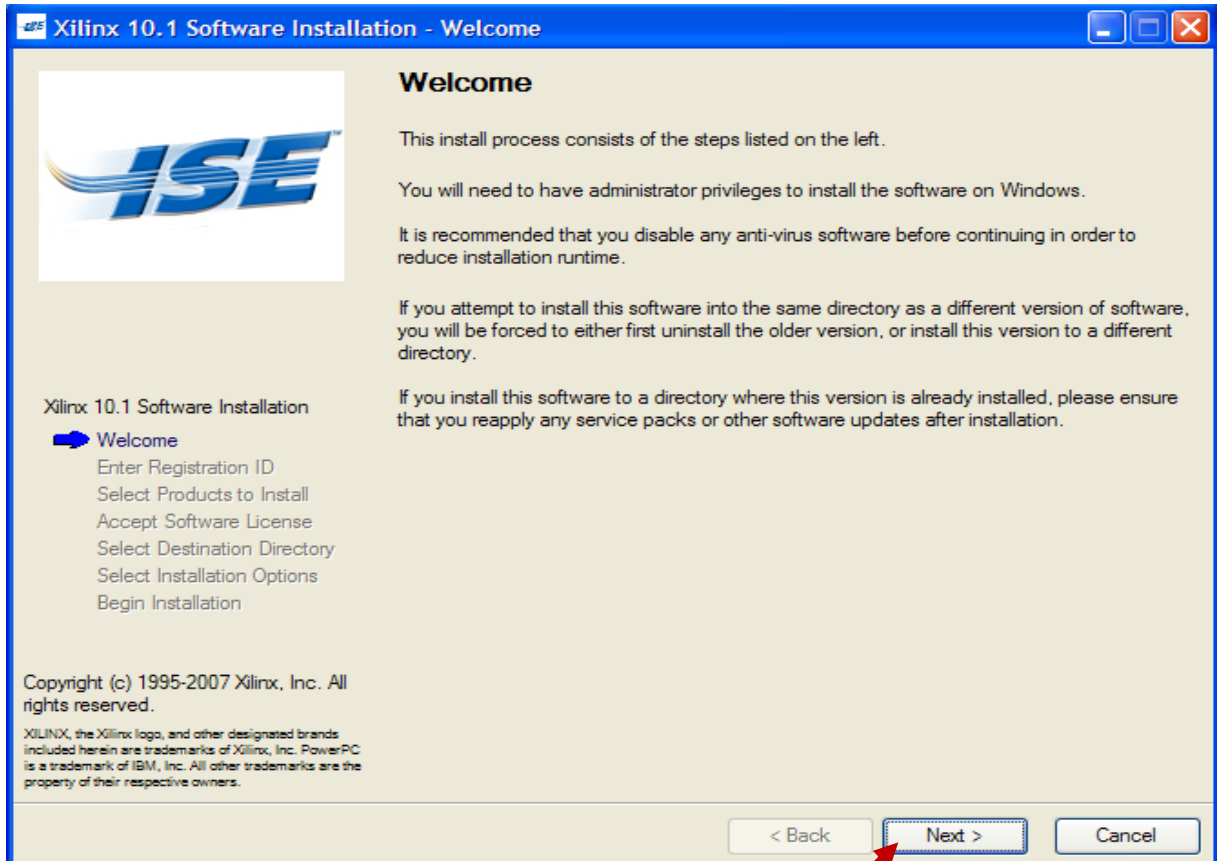 Xilinx 10.1 Software Installation - Welcome
ISE
Welcome
This install process consists of the steps listed on the left.
You will need to have administrator privileges to install the software on Windows.
It is recommended that you disable any anti-virus software before continuing in order to
reduce installation runtime.
If you attempt to install this software into the same directory as a different version of software,
you will be forced to either first uninstall the older version, or install this version to a different
directory.
If you install this software to a directory where this version is already installed, please ensure
that you reapply any service packs or other software updates after installation.
ISE™
Xilinx 10.1 Software Installation
Welcome
Enter Registration ID
Select Products to Install
Accept Software License
Select Destination Directory
Select Installation Options
Begin Installation
Copyright (c) 1995-2007 Xilinx, Inc. All
rights reserved.
XILINX, the Xilinx logo, and other designated brands
included herein are trademarks of Xilinx, Inc. PowerPC
is a trademark of IBM, Inc. All other trademarks are the
property of their respective owners.
< Back
Next >
Cancel